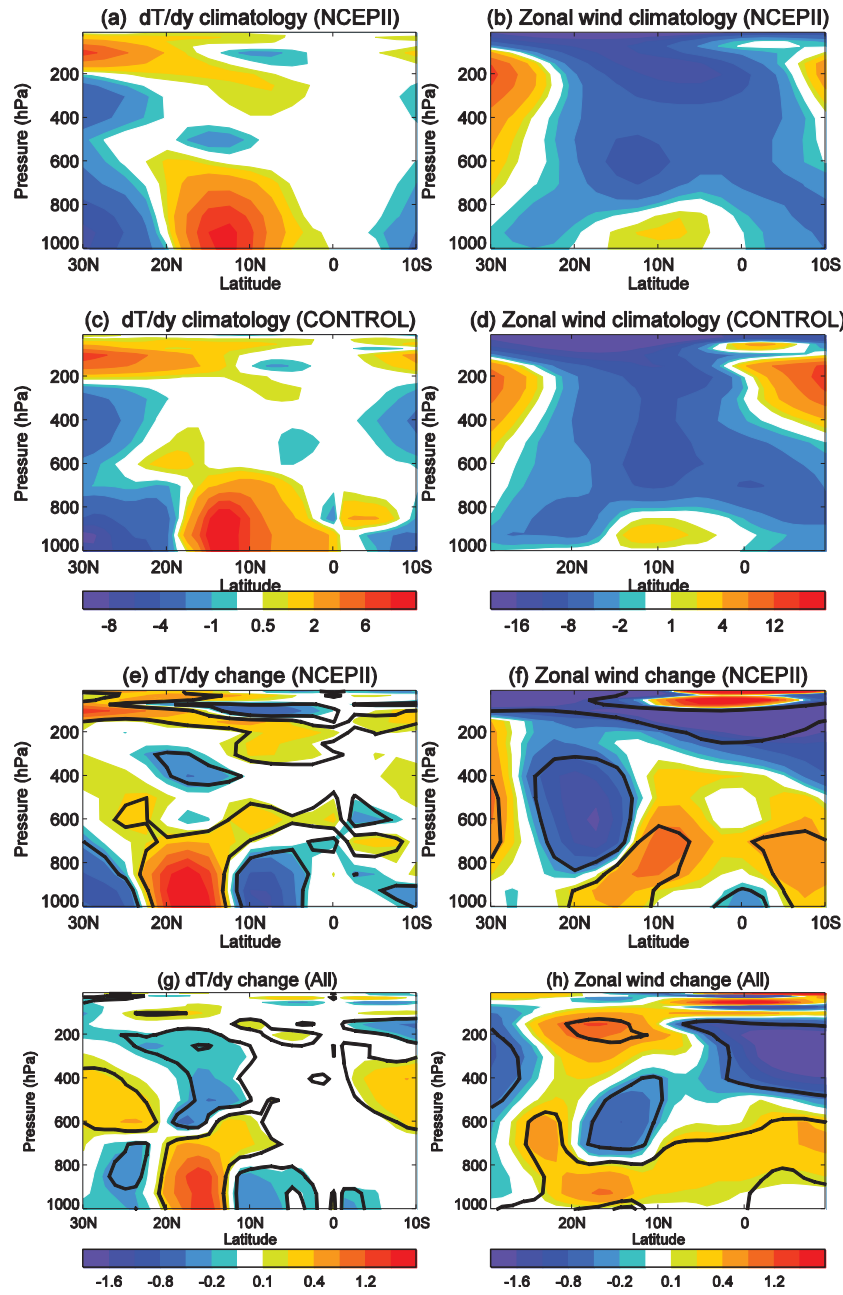 (a) dT/dy climatology (NCEPII)
(b) Zonal wind climatology (NCEPII)
Pressure (hPa)
200
400
600
800
1000
30N 20N 10N 0 10S
Latitude
Pressure (hPa)
200
400
600
800
1000
30N 20N 10N 0 10S
Latitude
(c) dT/dy climatology (CONTROL)
(d) Zonal wind climatology (CONTROL)
Pressure (hPa)
200
400
600
800
1000
30N 20N 10N 0 10S
Latitude
Pressure (hPa)
200
400
600
800
1000
20N 10N 0
Latitude
-8 -4 -1 0.5 2 6
-16 -8 -2 1 4 12
(e) dT/dy change (NCEPII)
(f) Zonal wind change (NCEPII)
Pressure (hPa)
200
400
600
800
1000
30N 20N 10N 0 10S
Latitude
Pressure (hPa)
200
400
600
800
1000
30N 20N 10N 0 10S
Latitude
(g) dT/dy change (All)
(h) Zonal wind change (All)
Pressure (hPa)
200
400
600
800
1000
30N 20N 10N 0 10S
Latitude
Pressure (hPa)
200
400
600
800
1000
20N 10N 0
Latitude
-1.6 -0.8 -0.2 0.1 0.4 1.2
-1.6 -0.8 -0.2 0.1 0.4 1.2